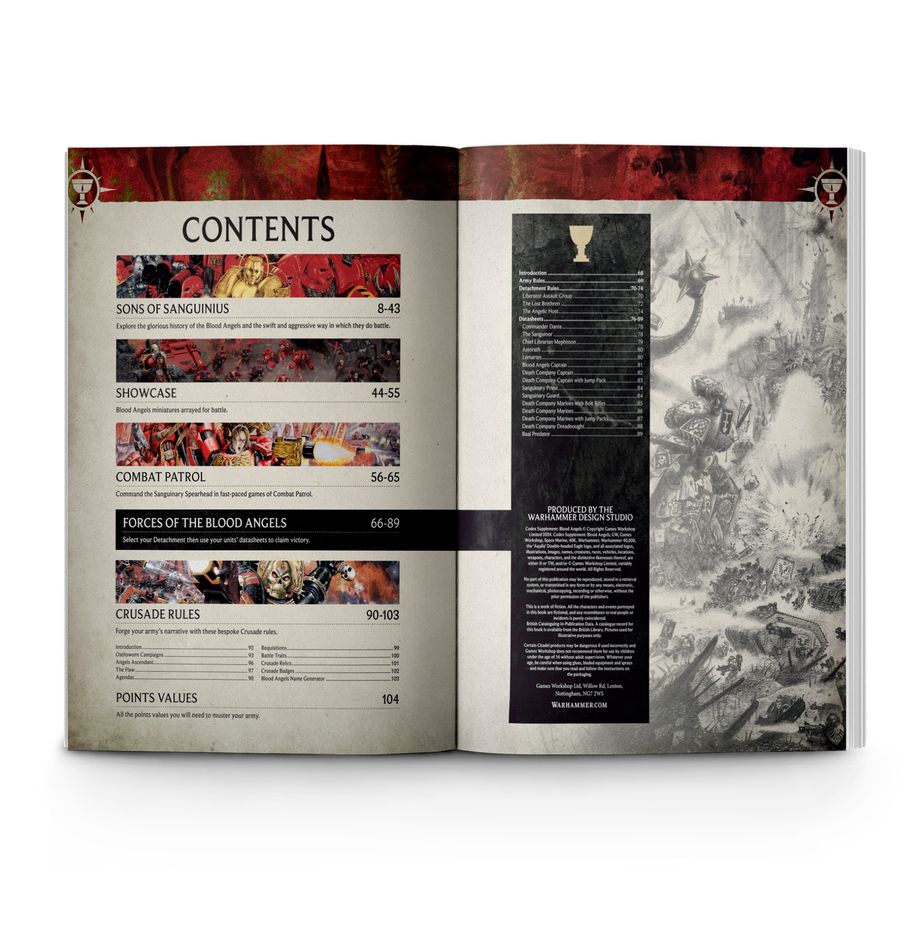 CONTENTS
SONS OF SANGUINIUS 8-43
Explore the glorious history of the Blood Angels and the swift and aggressive way in which they do battle.
SHOWCASE 44-55
Blood Angels miniatures arrayed for battle.
COMBAT PATROL 56-65
Command the Sanguinary Spearhead in fast-paced games of Combat Patrol.
FORCES OF THE BLOOD ANGELS 66-89
Select your Detachment then use your units' datasheets to claim victory.
CRUSADE RULES 90-103
Forge your army's narrative with these bespoke Crusade rules.
Introduction 92
Oathsworn Campaigns 93
Angels Ascendant 96
The Flaw 97
Agendas 98
Requisitions 99
Battle Traits 100
Crusade Relics 101
Crusade Badges 102
Blood Angels Name Generator 103
POINTS VALUES 104
All the points values you will need to muster your army.
Introduction 68
Army Rules 69
Detachment Rules 70-74
Liberator Assault Group 70
The Lost Brethren
The Angelic Host 74
Datasheets 76-89
Commander Dante 78
The Sanguinor 78
Chief Librarian Mephiston 79
Astorath 80
Lemartes 80
Blood Angels Captain 81
Death Company Captain 82
Death Company Captain with Jump Pack 83
Sanguinary Priest 84
Sanguinary Guard 84
Death Company Marines with Bolt Rifles 85
Death Company Marines 86
Death Company Marines with Jump Packs 87
Death Company Dreadnought 88
Baal Predator 89
PRODUCED BY THE
WARHAMMER DESIGN STUDIO
Codex Supplement: Blood Angels © Copyright Games Workshop
Limited 2024. Codex Supplement: Blood Angels, GW, Games
Workshop, Space Marine, 40K, Warhammer, Warhammer 40,000,
the 'Aquila' Double-headed Eagle logo, and all associated logos,
illustrations, images, names, creatures, races, vehicles, locations,
weapons, characters, and the distinctive likenesses thereof, are
either ® or TM, and/or © Games Workshop Limited, variably
registered around the world. All Rights Reserved.
No part of this publication may be reproduced, stored in a retrieval
system, or transmitted in any form or by any means, electronic,
mechanical, photocopying, recording or otherwise, without the
prior permission of the publishers.
This is a work of fiction. All the characters and events portrayed
in this book are fictional, and any resemblance to real people or
incidents is purely coincidental.
British Cataloguing-in-Publication Data. A catalogue record for
this book is available from the British Library. Pictures used for
illustrative purposes only.
Certain Citadel products may be dangerous if used incorrectly and
Games Workshop does not recommend them for use by children
under the age of 16 without adult supervision. Whatever your
age, be careful when using glues, bladed equipment and sprays
and make sure that you read and follow the instructions on
the packaging.
Games Workshop Ltd, Willow Rd, Lenton,
Nottingham, NG7 2WS
WARHAMMER.COM